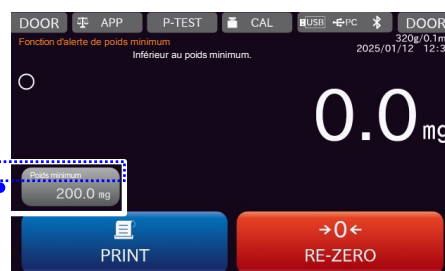 DOOR APP P-TEST CAL USB PC DOOR
Fonction d'alerte de poids minimum
320g/0.1m
Inférieur au poids minimum.
2025/01/12 12:3
0.0 mg
Poids minimum
200.0 mg
PRINT
→0←
RE-ZERO